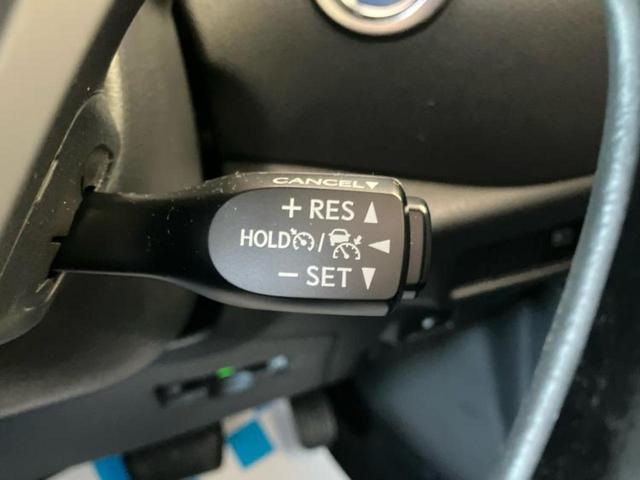 CANCEL▼
+ RES ▲
HOLD / ◄
− SET ▼